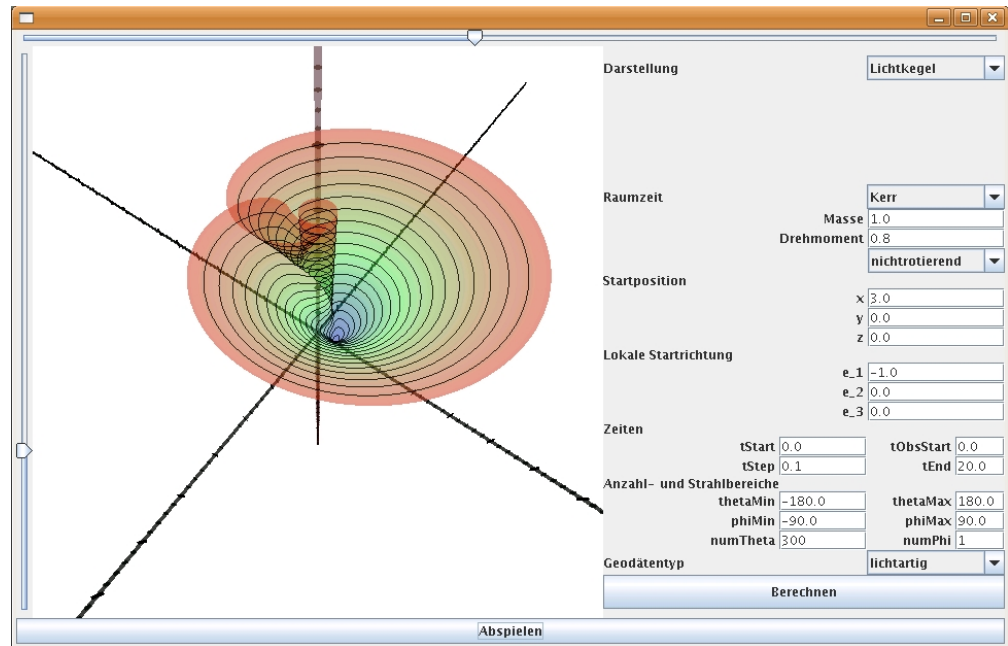 Darstellung Lichtkegel
Raumzeit Kerr
Masse 1.0
Drehmoment 0.8
nichtrotierend
Startposition
x 3.0
y 0.0
z 0.0
Lokale Startrichtung
e_1 -1.0
e_2 0.0
e_3 0.0
Zeiten
tStart 0.0 tObsStart 0.0
tStep 0.1 tEnd 20.0
Anzahl- und Strahlbereiche
thetaMin -180.0 thetaMax 180.0
phiMin -90.0 phiMax 90.0
numTheta 300 numPhi 1
Geodätentyp lichtartig
Berechnen
Abspielen